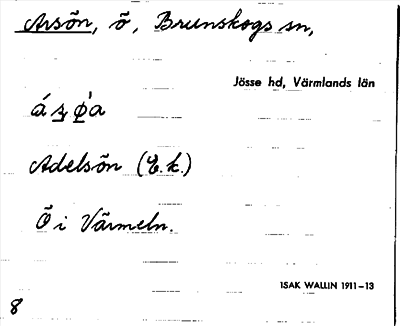 Arsön, ö, Brunskogs sn,
Jösse hd, Värmlands län
Adelsön (E.k.)
Ö i Värmeln.
ISAK WALLIN 1911-13
8